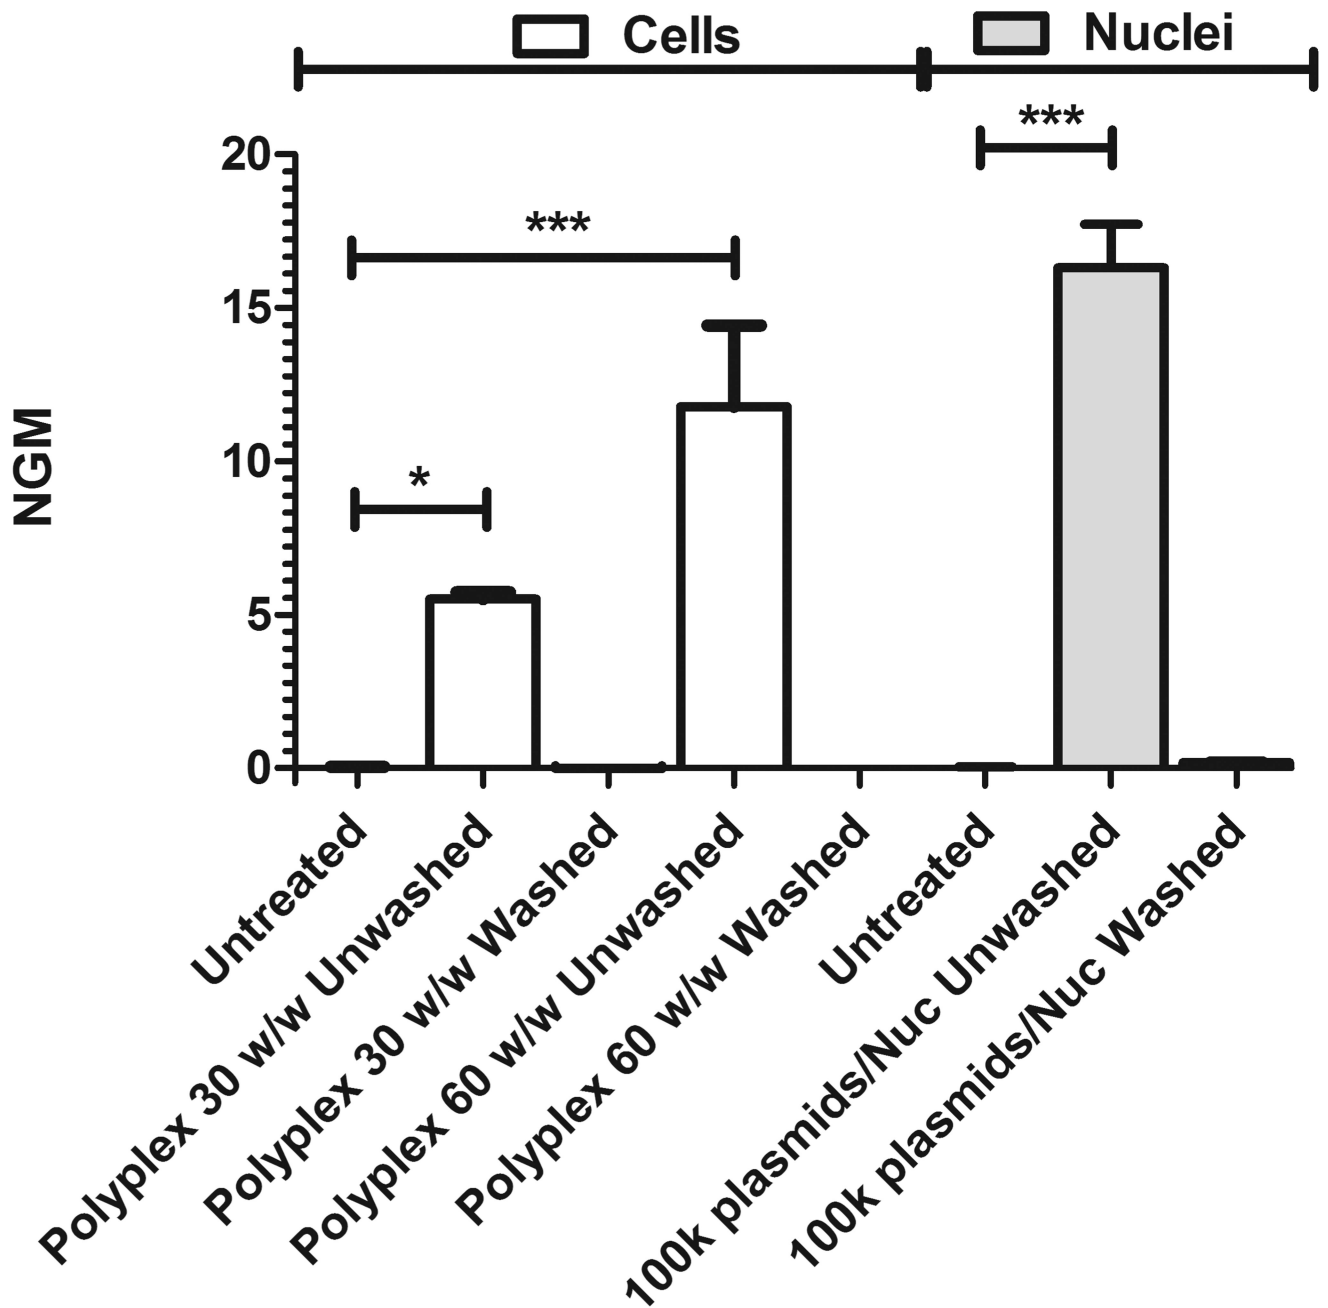 Cells
Nuclei
***
20
***
15
NGM
10
*
5
0
Untreated
Polyplex 30 w/w Unwashed
Polyplex 30 w/w Washed
Polyplex 60 w/w Unwashed
Polyplex 60 w/w Washed
Untreated
100k plasmids/Nuc Unwashed
100k plasmids/Nuc Washed